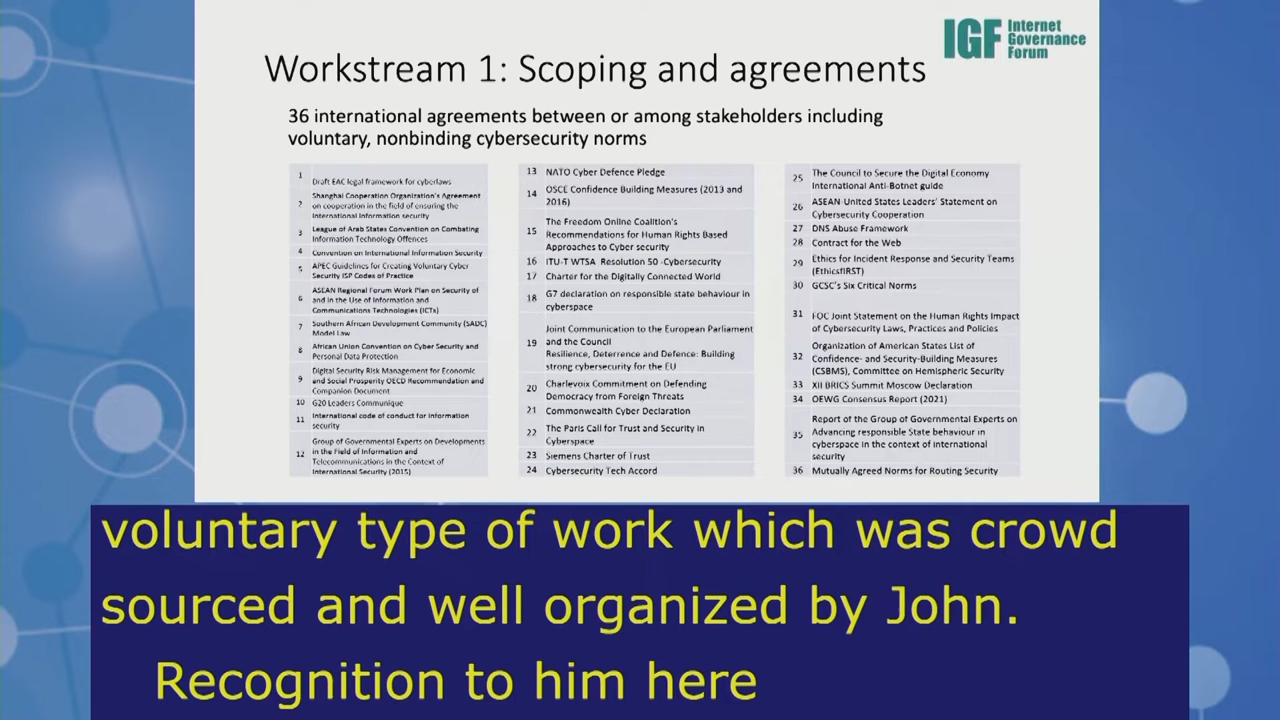 IGF Internet
Governance
Forum
Workstream 1: Scoping and agreements
36 international agreements between or among stakeholders including
voluntary, nonbinding cybersecurity norms
1 Draft EAC legal framework for cyberlaws
2 Shanghai Cooperation Organization's Agreement
on cooperation in the field of ensuring the
International Information security
3 League of Arab States Convention on Combating
Information Technology Offences
4 Convention on International Information Security
5 APEC Guidelines for Creating Voluntary Cyber
Security ISP Codes of Practice
6 ASEAN Regional Forum Work Plan on Security of
and in the Use of Information and
Communications Technologies (ICTs)
7 Southern African Development Community (SADC)
Model Law
8 African Union Convention on Cyber Security and
Personal Data Protection
9 Digital Security Risk Management for Economic
and Social Prosperity OECD Recommendation and
Companion Document
10 G20 Leaders Communique
11 International code of conduct for information
security
12 Group of Governmental Experts on Developments
in the Field of Information and
Telecommunications in the Context of
International Security (2015)
13 NATO Cyber Defence Pledge
14 OSCE Confidence Building Measures (2013 and
2016)
15 The Freedom Online Coalition's
Recommendations for Human Rights Based
Approaches to Cyber security
16 ITU-T WTSA Resolution 50 -Cybersecurity
17 Charter for the Digitally Connected World
18 G7 declaration on responsible state behaviour in
cyberspace
19 Joint Communication to the European Parliament
and the Council
Resilience, Deterrence and Defence: Building
strong cybersecurity for the EU
20 Charlevoix Commitment on Defending
Democracy from Foreign Threats
21 Commonwealth Cyber Declaration
22 The Paris Call for Trust and Security in
Cyberspace
23 Siemens Charter of Trust
24 Cybersecurity Tech Accord
25 The Council to Secure the Digital Economy
International Anti-Botnet guide
26 ASEAN-United States Leaders' Statement on
Cybersecurity Cooperation
27 DNS Abuse Framework
28 Contract for the Web
29 Ethics for Incident Response and Security Teams
(EthicsfIRST)
30 GCSC's Six Critical Norms
31 FOC Joint Statement on the Human Rights Impact
of Cybersecurity Laws, Practices and Policies
32 Organization of American States List of
Confidence- and Security-Building Measures
(CSBMS), Committee on Hemispheric Security
33 XII BRICS Summit Moscow Declaration
34 OEWG Consensus Report (2021)
35 Report of the Group of Governmental Experts on
Advancing responsible State behaviour in
cyberspace in the context of international
security
36 Mutually Agreed Norms for Routing Security
voluntary type of work which was crowd
sourced and well organized by John.
Recognition to him here